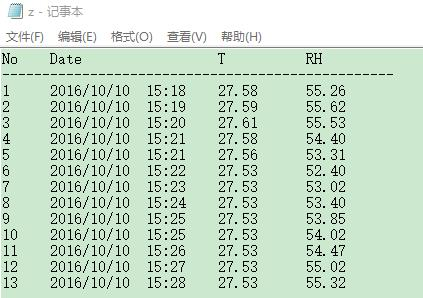 z - 记事本
文件(F) 编辑(E) 格式(O) 查看(V) 帮助(H)
No Date T RH
--------------------------------------------------
1 2016/10/10 15:18 27.58 55.26
2 2016/10/10 15:19 27.59 55.62
3 2016/10/10 15:20 27.61 55.53
4 2016/10/10 15:21 27.58 54.40
5 2016/10/10 15:21 27.56 53.31
6 2016/10/10 15:22 27.53 52.40
7 2016/10/10 15:23 27.53 53.02
8 2016/10/10 15:24 27.53 53.40
9 2016/10/10 15:25 27.53 53.85
10 2016/10/10 15:25 27.53 54.02
11 2016/10/10 15:26 27.53 54.47
12 2016/10/10 15:27 27.53 55.02
13 2016/10/10 15:28 27.53 55.32